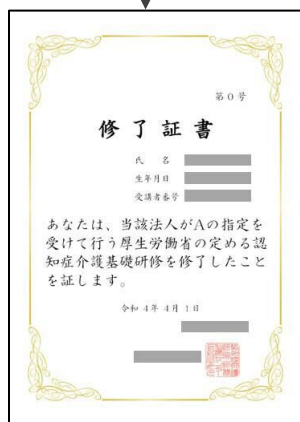 第０号
修了証書
氏 名
生年月日
受講者番号
あなたは、当該法人がAの指定を
受けて行う厚生労働省の定める認
知症介護基礎研修を修了したこと
を証します。
令和４年４月１日